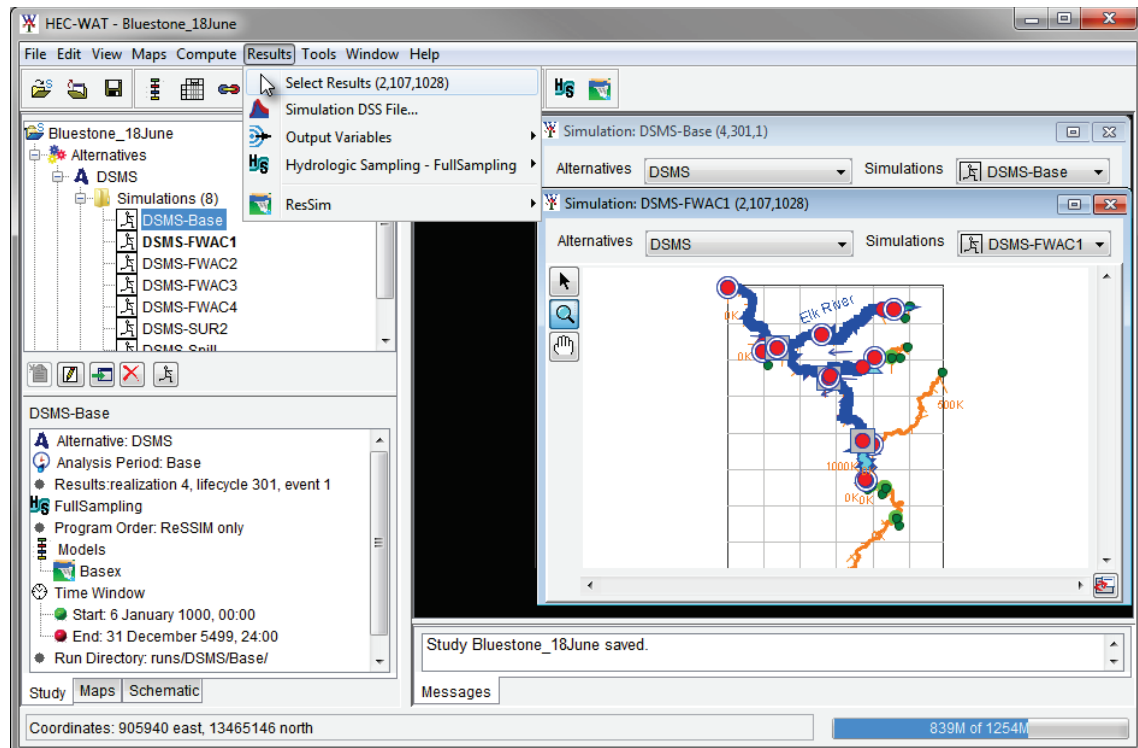 HEC-WAT - Bluestone_18June
File Edit View Maps Compute Results Tools Window Help
Select Results (2,107,1028)
Simulation DSS File...
Output Variables
Hydrologic Sampling - FullSampling
ResSim
Bluestone_18June
Alternatives
DSMS
Simulations (8)
DSMS-Base
DSMS-FWAC1
DSMS-FWAC2
DSMS-FWAC3
DSMS-FWAC4
DSMS-SUR2
DSMS-Spill
DSMS-Base
Alternative: DSMS
Analysis Period: Base
Results:realization 4, lifecycle 301, event 1
FullSampling
Program Order: ReSSIM only
Models
Basex
Time Window
Start: 6 January 1000, 00:00
End: 31 December 5499, 24:00
Run Directory: runs/DSMS/Base/
Study Maps Schematic
Simulation: DSMS-Base (4,301,1)
Alternatives DSMS Simulations DSMS-Base
Simulation: DSMS-FWAC1 (2,107,1028)
Alternatives DSMS Simulations DSMS-FWAC1
Elk River
0K
0K
500K
1000K
0K
0K
Study Bluestone_18June saved.
Messages
Coordinates: 905940 east, 13465146 north
839M of 1254M